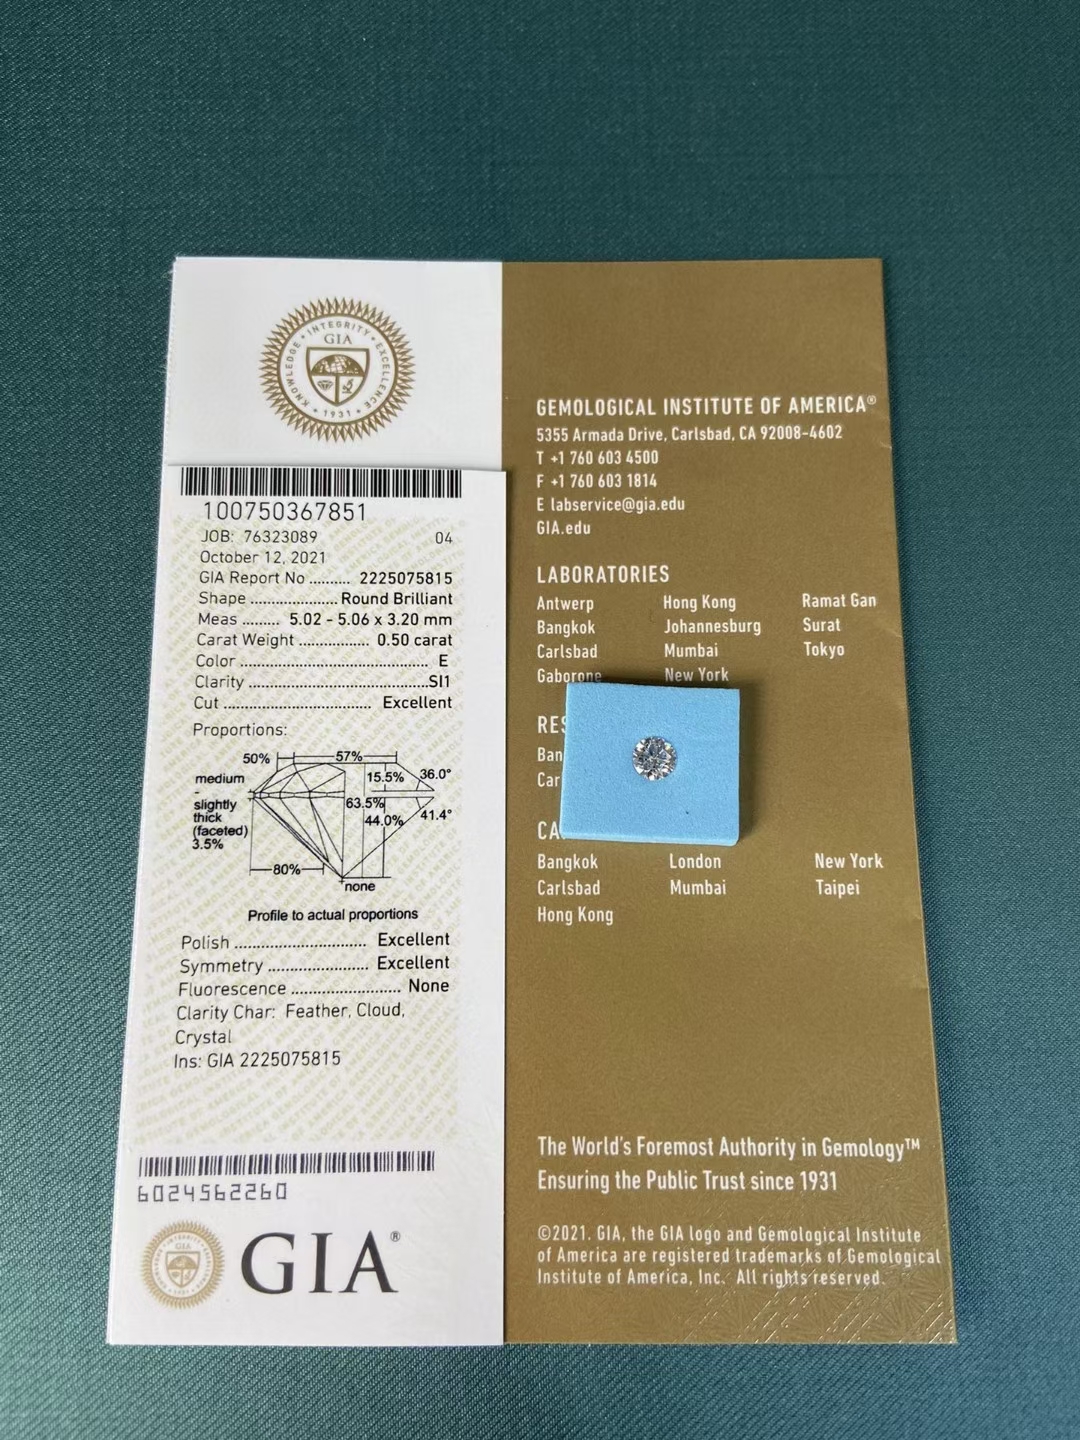 KNOWLEDGE • INTEGRITY • EXCELLENCE
GIA
• 1931 •
100750367851
JOB: 76323089 04
October 12, 2021
GIA Report No .......... 2225075815
Shape .................... Round Brilliant
Meas ......... 5.02 - 5.06 x 3.20 mm
Carat Weight ................. 0.50 carat
Color ............................................. E
Clarity ...........................................SI1
Cut ................................... Excellent
Proportions:
50% 57%
medium 15.5% 36.0°
-
slightly 63.5%
thick 44.0% 41.4°
(faceted)
3.5%
80%
none
Profile to actual proportions
Polish ............................... Excellent
Symmetry ........................ Excellent
Fluorescence .......................... None
Clarity Char: Feather, Cloud,
Crystal
Ins: GIA 2225075815
6024562260
GIA®
GEMOLOGICAL INSTITUTE OF AMERICA®
5355 Armada Drive, Carlsbad, CA 92008-4602
T +1 760 603 4500
F +1 760 603 1814
E labservice@gia.edu
GIA.edu
LABORATORIES
Antwerp Hong Kong Ramat Gan
Bangkok Johannesburg Surat
Carlsbad Mumbai Tokyo
Gaborone New York
RES
Ban
Car
CA
Bangkok London New York
Carlsbad Mumbai Taipei
Hong Kong
The World's Foremost Authority in Gemology™
Ensuring the Public Trust since 1931
©2021. GIA, the GIA logo and Gemological Institute
of America are registered trademarks of Gemological
Institute of America, Inc. All rights reserved.